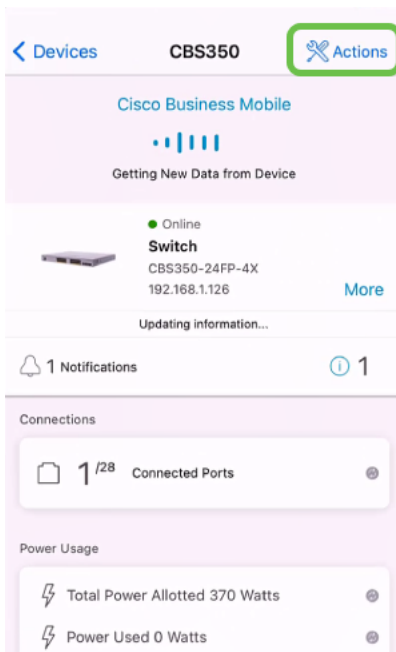 Devices
CBS350
Actions
Cisco Business Mobile
Getting New Data from Device
Online
Switch
CBS350-24FP-4X
192.168.1.126
More
Updating information...
1 Notifications
1
Connections
1/28 Connected Ports
Power Usage
Total Power Allotted 370 Watts
Power Used 0 Watts